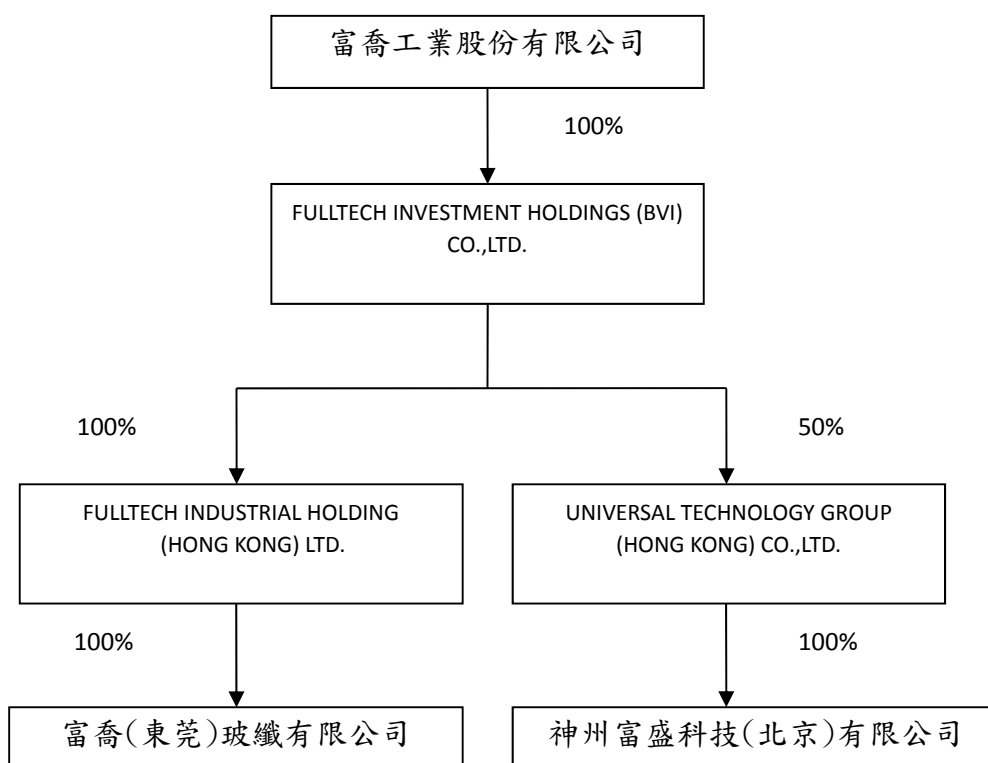 富喬工業股份有限公司
100%
FULLTECH INVESTMENT HOLDINGS (BVI)
CO.,LTD.
100%
50%
FULLTECH INDUSTRIAL HOLDING
(HONG KONG) LTD.
UNIVERSAL TECHNOLOGY GROUP
(HONG KONG) CO.,LTD.
100%
100%
富喬(東莞)玻纖有限公司
神州富盛科技(北京)有限公司